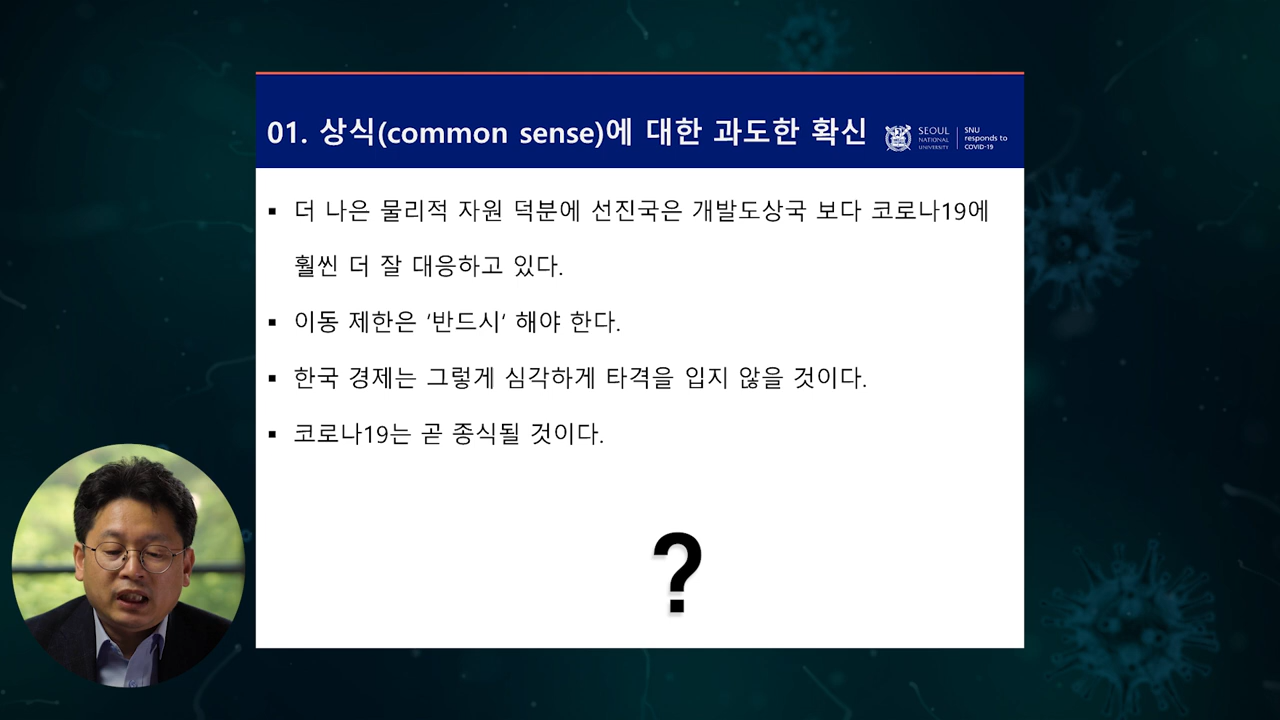 01. 상식(common sense)에 대한 과도한 확신
SEOUL
NATIONAL
UNIVERSITY
SNU
responds to
COVID-19
▪ 더 나은 물리적 자원 덕분에 선진국은 개발도상국 보다 코로나19에
훨씬 더 잘 대응하고 있다.
▪ 이동 제한은 ‘반드시‘ 해야 한다.
▪ 한국 경제는 그렇게 심각하게 타격을 입지 않을 것이다.
▪ 코로나19는 곧 종식될 것이다.
?